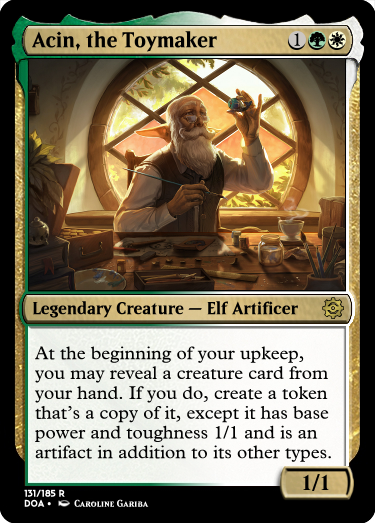 Acin, the Toymaker 1
Legendary Creature — Elf Artificer
At the beginning of your upkeep,
you may reveal a creature card from
your hand. If you do, create a token
that's a copy of it, except it has base
power and toughness 1/1 and is an
artifact in addition to its other types.
1/1
131/185 R
DOA • Caroline Gariba